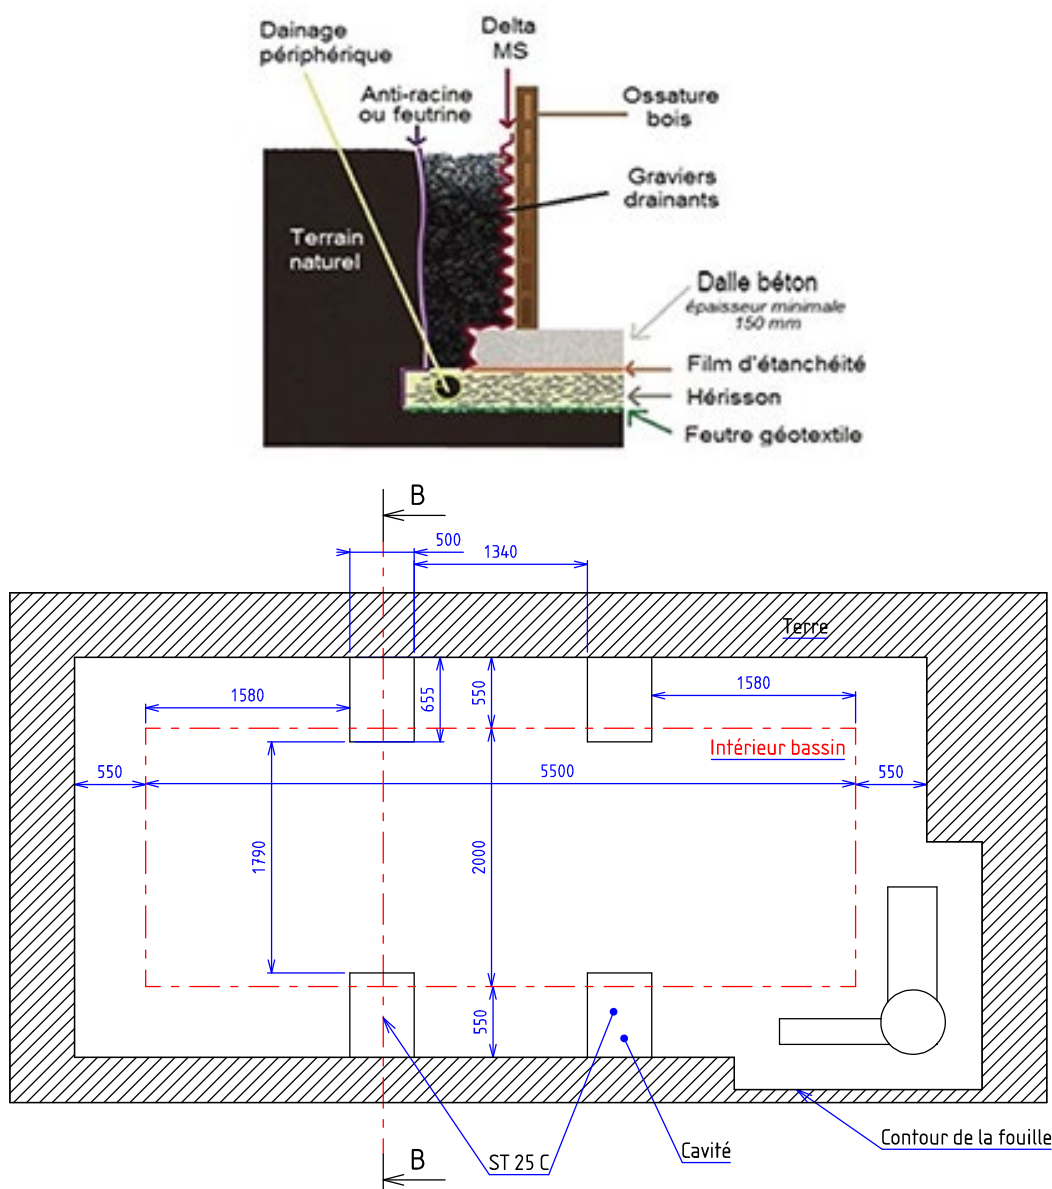 Dainage
périphérique
Delta
MS
Anti-racine
ou feutrine
Ossature
bois
Graviers
drainants
Terrain
naturel
Dalle béton
épaisseur minimale
150 mm
Film d'étanchéité
Hérisson
Feutre géotextile
B
500
1340
Terre
1580
655
550
1580
Intérieur bassin
550
5500
550
1790
2000
550
B
ST 25 C
Cavité
Contour de la fouille